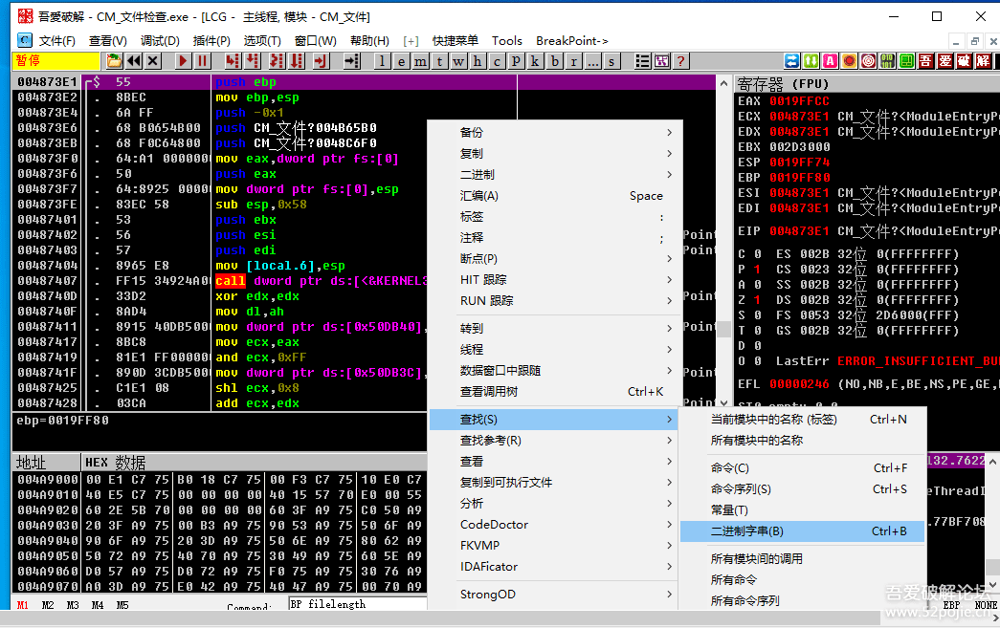 吾爱破解 - CM_文件检查.exe - [LCG - 主线程, 模块 - CM_文件]
文件(F) 查看(V) 调试(D) 插件(P) 选项(T) 窗口(W) 帮助(H) [+] 快捷菜单 Tools BreakPoint->
暂停 l e m t w h c p k b r ... s ? 吾 爱 破 解
004873E1 55 push ebp
004873E2 . 8BEC mov ebp,esp
004873E4 . 6A FF push -0x1
004873E6 . 68 B0654B00 push CM_文件?004B65B0
004873EB . 68 F0C64800 push CM_文件?0048C6F0
004873F0 . 64:A1 0000000 mov eax,dword ptr fs:[0]
004873F6 . 50 push eax
004873F7 . 64:8925 0000 mov dword ptr fs:[0],esp
004873FE . 83EC 58 sub esp,0x58
00487401 . 53 push ebx
00487402 . 56 push esi
00487403 . 57 push edi
00487404 . 8965 E8 mov [local.6],esp
00487407 . FF15 34924A0 call dword ptr ds:[<&KERNEL3
0048740D . 33D2 xor edx,edx
0048740F . 8AD4 mov dl,ah
00487411 . 8915 40DB500 mov dword ptr ds:[0x50DB40],
00487417 . 8BC8 mov ecx,eax
00487419 . 81E1 FF00000 and ecx,0xFF
0048741F . 890D 3CDB500 mov dword ptr ds:[0x50DB3C],
00487425 . C1E1 08 shl ecx,0x8
00487428 . 03CA add ecx,edx
ebp=0019FF80
地址 HEX 数据
004A9000 00 E1 C7 75 B0 18 C7 75 00 F3 C7 75 10 E0 C7
004A9010 40 E5 C7 75 00 00 00 00 40 15 57 70 E0 00 55
004A9020 60 2E 5B 70 00 00 00 00 60 3F A9 75 C0 50 A9
004A9030 20 3F A9 75 00 B3 A9 75 90 53 A9 75 50 6F A9
004A9040 90 6F A9 75 20 3D A9 75 50 6E A9 75 80 62 A9
004A9050 50 72 A9 75 40 70 A9 75 30 49 A9 75 60 5E A9
004A9060 D0 57 A9 75 D0 72 A9 75 F0 75 A9 75 30 76 A9
004A9070 A0 3D A9 75 E0 42 A9 75 40 47 A9 75 00 70 A9
M1 M2 M3 M4 M5 Command: BP filelength
备份
复制
二进制
汇编(A) Space
标签 :
注释 ;
断点(P)
HIT 跟踪
RUN 跟踪
转到
线程
数据窗口中跟随
查看调用树 Ctrl+K
查找(S)
查找参考(R)
查看
复制到可执行文件
分析
CodeDoctor
FKVMP
IDAFicator
StrongOD
当前模块中的名称 (标签) Ctrl+N
所有模块中的名称
命令(C) Ctrl+F
命令序列(S) Ctrl+S
常量(T)
二进制字串(B) Ctrl+B
所有模块间的调用
所有命令
所有命令序列
Point
Point
Point
Point
Point
Point
寄存器 (FPU)
EAX 0019FFCC
ECX 004873E1 CM_文件?<ModuleEntryPo
EDX 004873E1 CM_文件?<ModuleEntryPo
EBX 002D3000
ESP 0019FF74
EBP 0019FF80
ESI 004873E1 CM_文件?<ModuleEntryPo
EDI 004873E1 CM_文件?<ModuleEntryPo
EIP 004873E1 CM_文件?<ModuleEntryPo
C 0 ES 002B 32位 0(FFFFFFFF)
P 1 CS 0023 32位 0(FFFFFFFF)
A 0 SS 002B 32位 0(FFFFFFFF)
Z 1 DS 002B 32位 0(FFFFFFFF)
S 0 FS 0053 32位 2D6000(FFF)
T 0 GS 002B 32位 0(FFFFFFFF)
D 0
O 0 LastErr ERROR_INSUFFICIENT_BU
EFL 00000246 (NO,NB,E,BE,NS,PE,GE,
ST0 empty 0.0
132.7622
eThreadI
.77BF708
EBP NONE
吾爱破解论坛
www.52pojie.cn